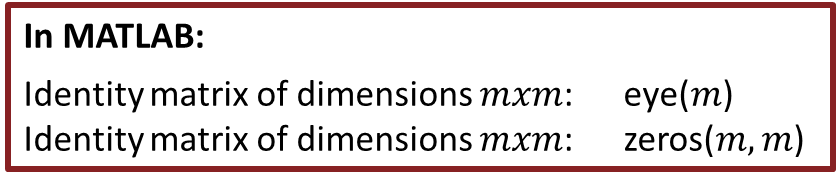 In MATLAB:
Identity matrix of dimensions mxm: eye(m)
Identity matrix of dimensions mxm: zeros(m, m)